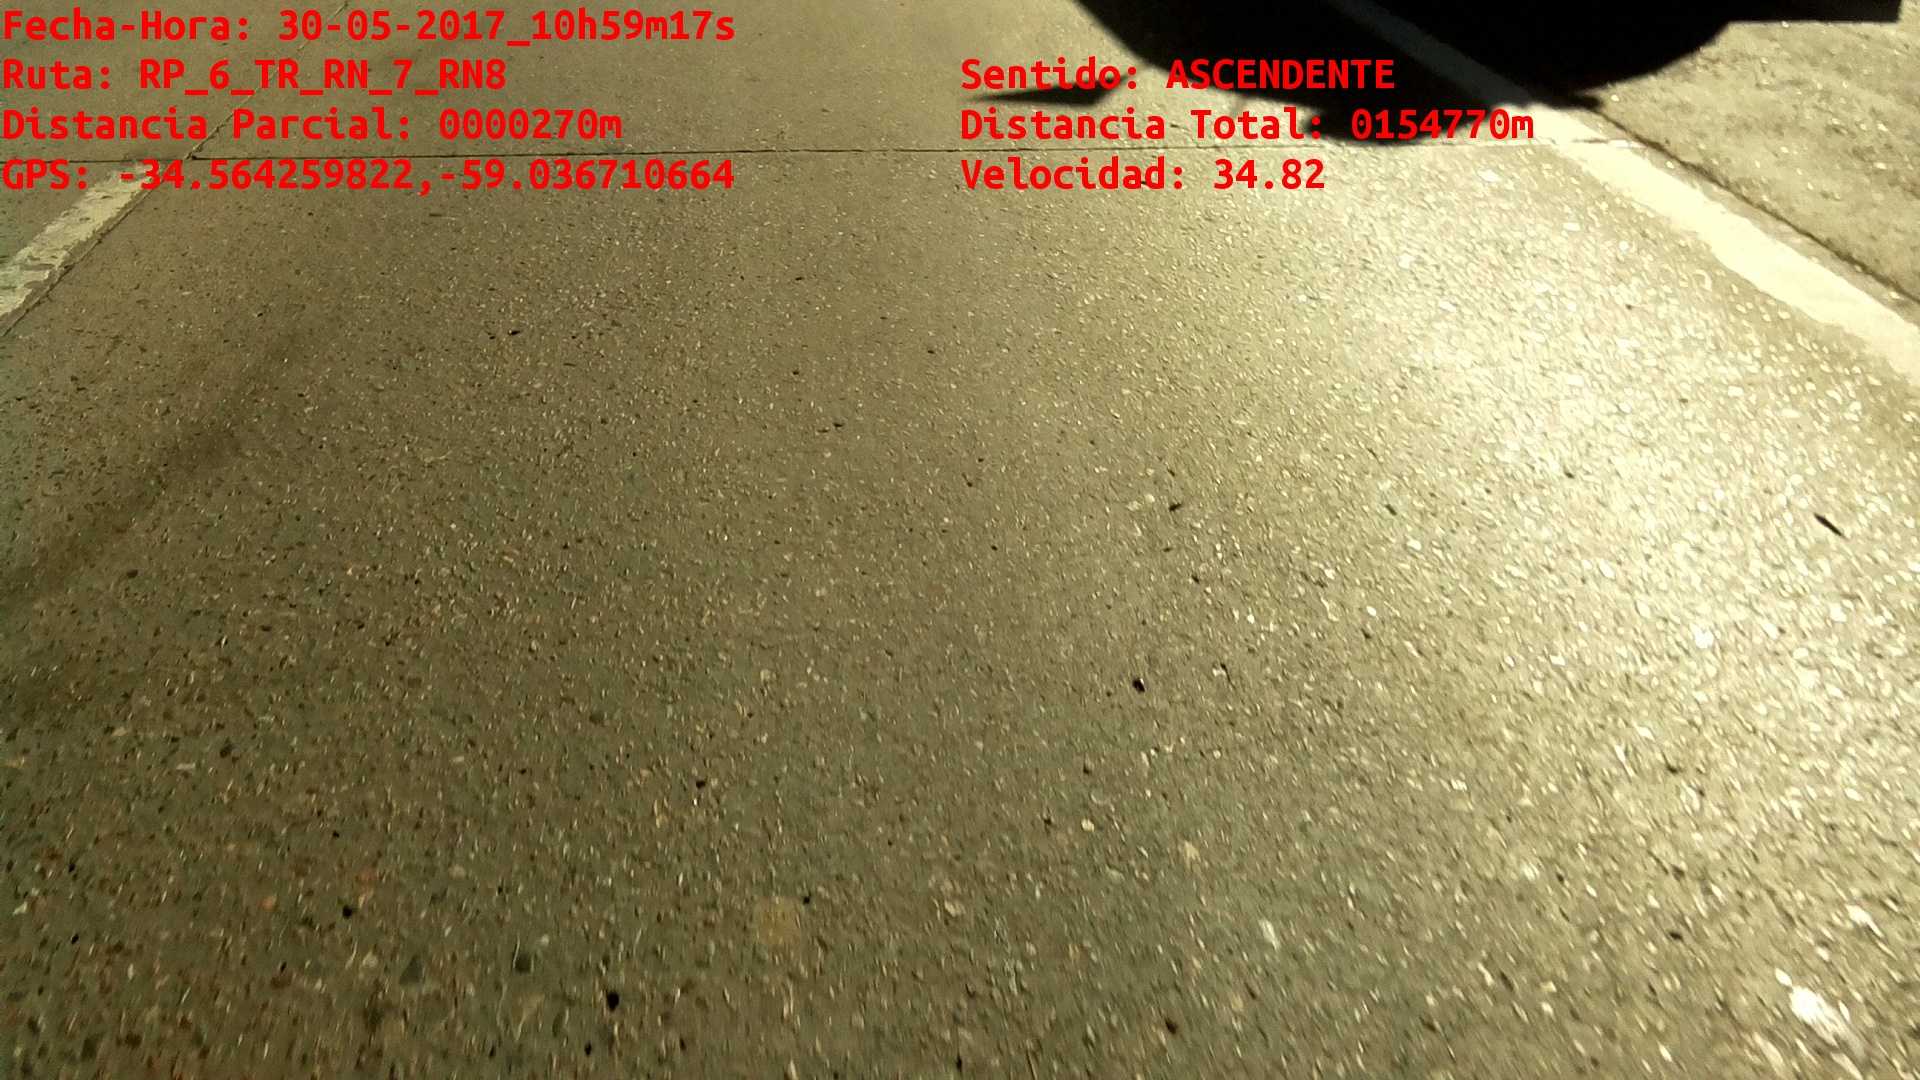 Fecha-Hora: 30-05-2017_10h59m17s
Ruta: RP_6_TR_RN_7_RN8
Sentido: ASCENDENTE
Distancia Parcial: 0000270m
Distancia Total: 0154770m
GPS: -34.564259822,-59.036710664
Velocidad: 34.82